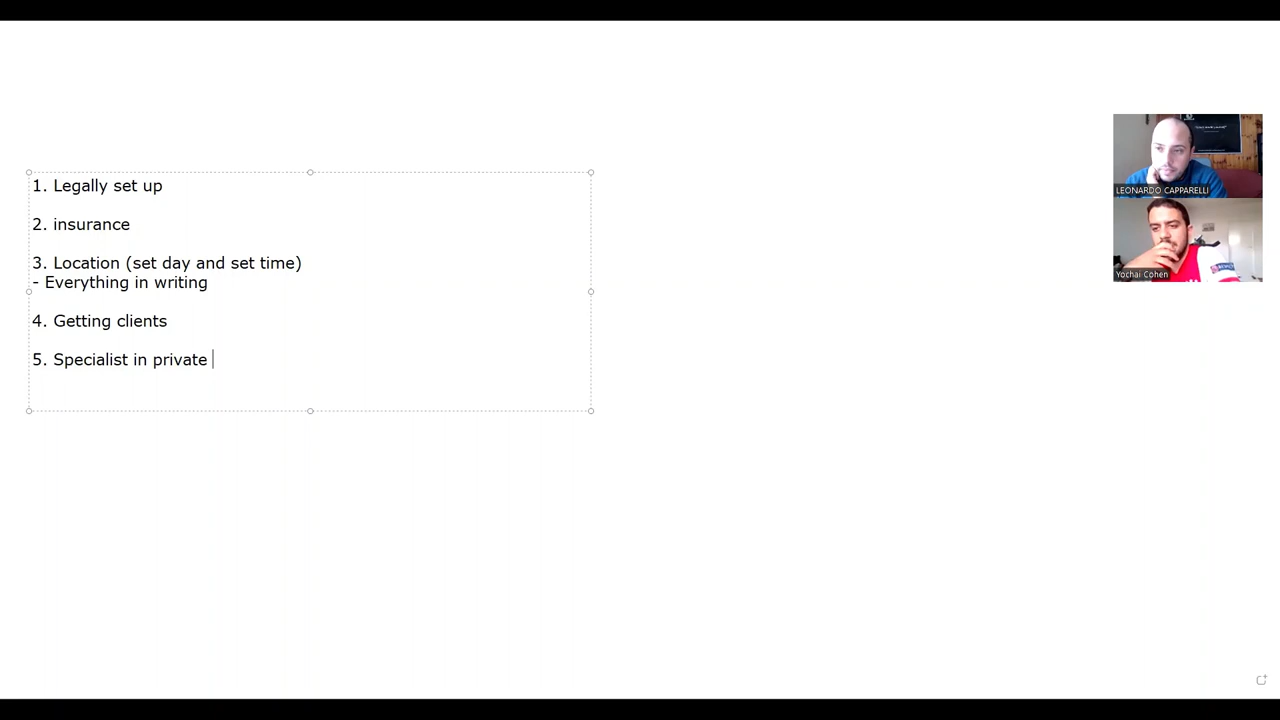 1. Legally set up
2. insurance
3. Location (set day and set time)
- Everything in writing
4. Getting clients
5. Specialist in private
LEONARDO CAPPARELLI
Yochai Cohen